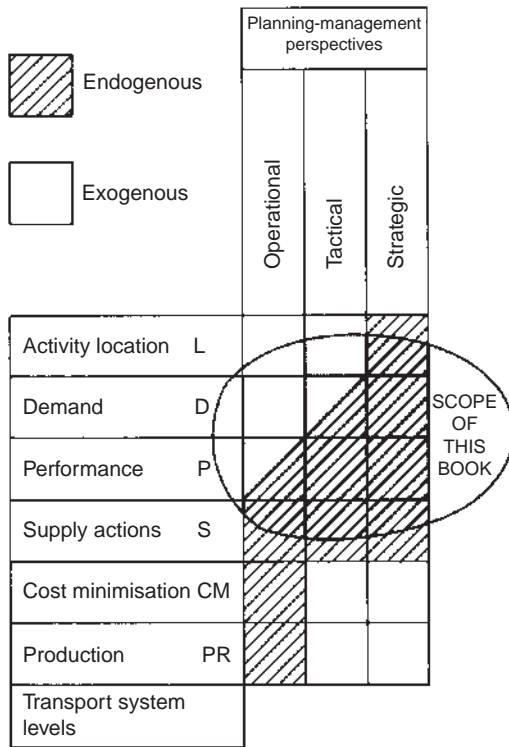 Planning-management
perspectives
Endogenous
Exogenous
Operational
Tactical
Strategic
Activity location L
Demand D
Performance P
Supply actions S
Cost minimisation CM
Production PR
Transport system
levels
SCOPE
OF
THIS
BOOK